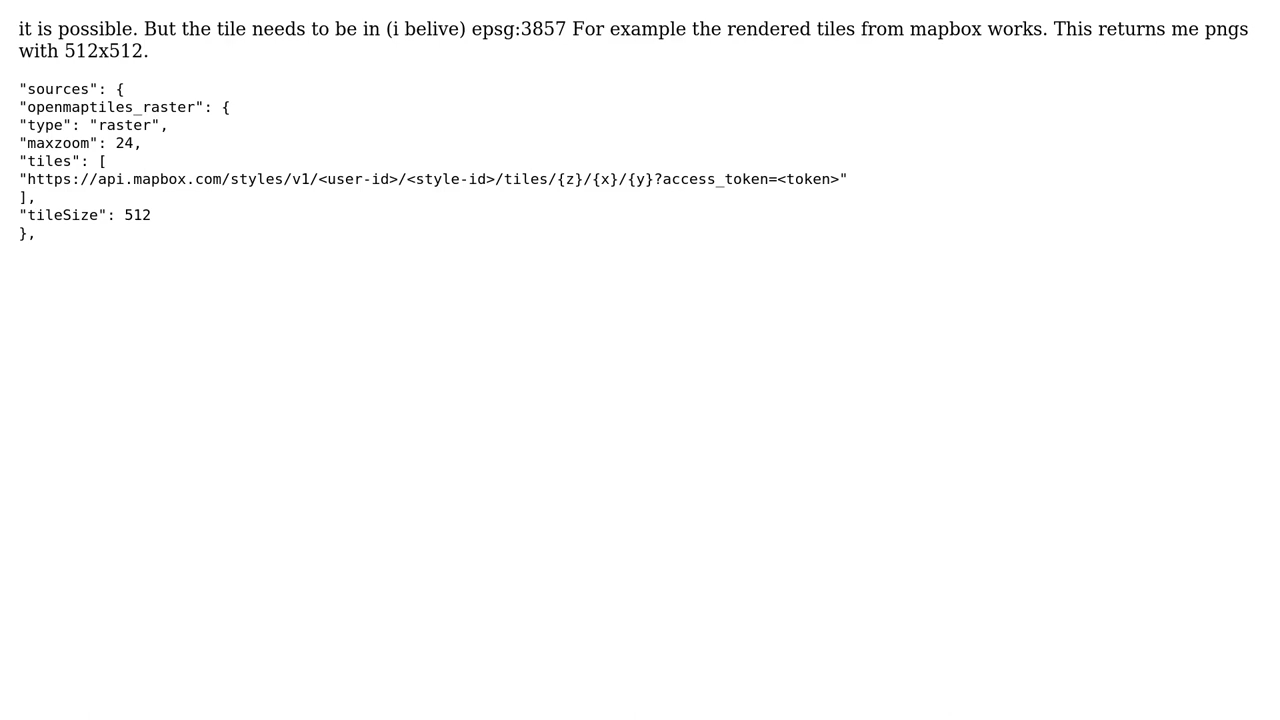 it is possible. But the tile needs to be in (i belive) epsg:3857 For example the rendered tiles from mapbox works. This returns me pngs
with 512x512.
"sources": {
"openmaptiles_raster": {
"type": "raster",
"maxzoom": 24,
"tiles": [
"https://api.mapbox.com/styles/v1/<user-id>/<style-id>/tiles/{z}/{x}/{y}?access_token=<token>"
],
"tileSize": 512
},